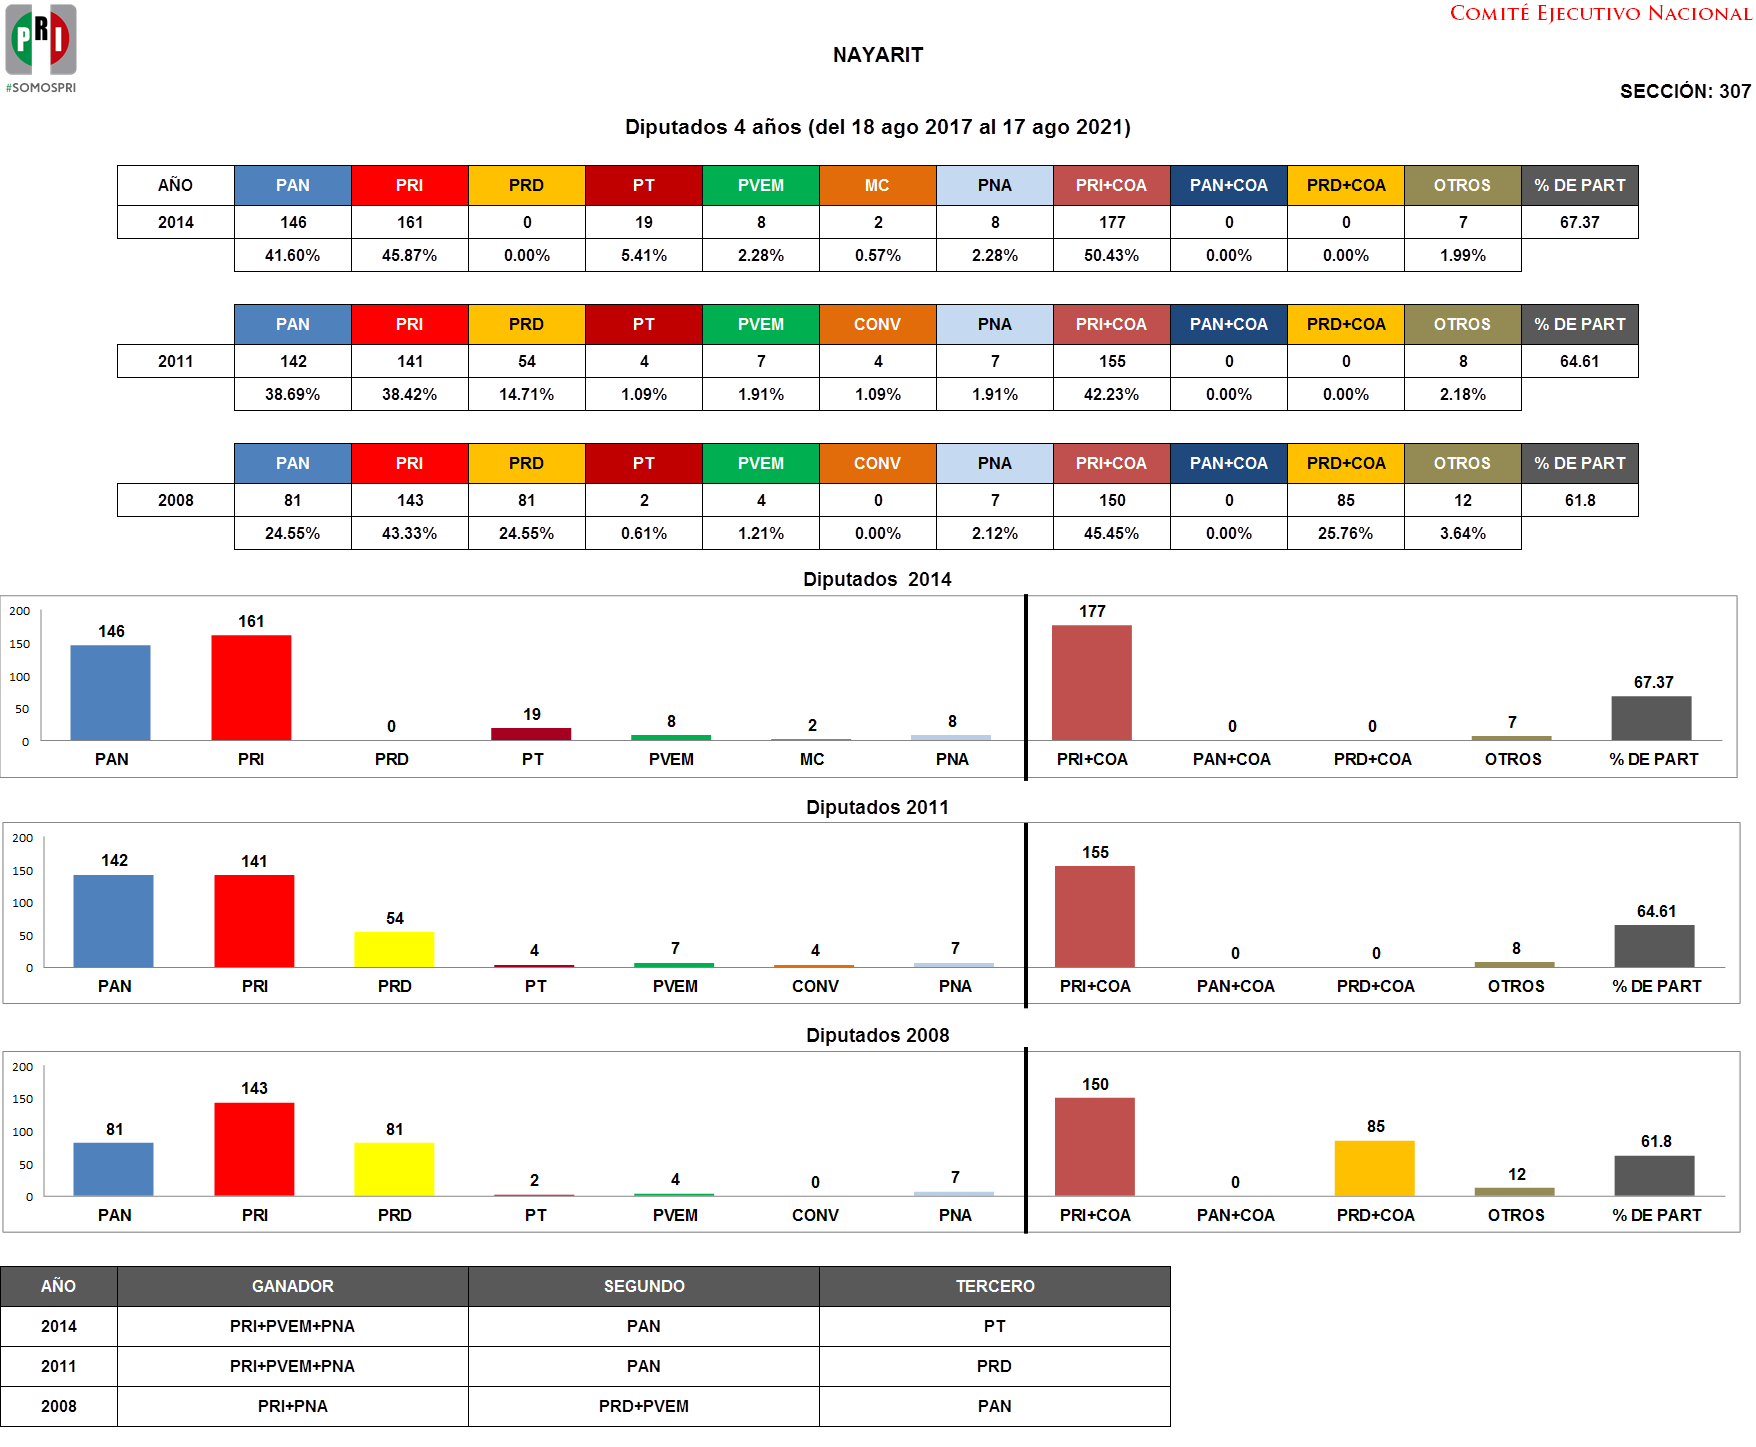 PRI
#SOMOSPRI
COMITÉ EJECUTIVO NACIONAL
NAYARIT
SECCIÓN: 307
Diputados 4 años (del 18 ago 2017 al 17 ago 2021)
AÑO PAN PRI PRD PT PVEM MC PNA PRI+COA PAN+COA PRD+COA OTROS % DE PART
2014 146 161 0 19 8 2 8 177 0 0 7 67.37
41.60% 45.87% 0.00% 5.41% 2.28% 0.57% 2.28% 50.43% 0.00% 0.00% 1.99%
PAN PRI PRD PT PVEM CONV PNA PRI+COA PAN+COA PRD+COA OTROS % DE PART
2011 142 141 54 4 7 4 7 155 0 0 8 64.61
38.69% 38.42% 14.71% 1.09% 1.91% 1.09% 1.91% 42.23% 0.00% 0.00% 2.18%
PAN PRI PRD PT PVEM CONV PNA PRI+COA PAN+COA PRD+COA OTROS % DE PART
2008 81 143 81 2 4 0 7 150 0 85 12 61.8
24.55% 43.33% 24.55% 0.61% 1.21% 0.00% 2.12% 45.45% 0.00% 25.76% 3.64%
Diputados 2014
200
150
100
50
0
146 161 0 19 8 2 8 177 0 0 7 67.37
PAN PRI PRD PT PVEM MC PNA PRI+COA PAN+COA PRD+COA OTROS % DE PART
Diputados 2011
200
150
100
50
0
142 141 54 4 7 4 7 155 0 0 8 64.61
PAN PRI PRD PT PVEM CONV PNA PRI+COA PAN+COA PRD+COA OTROS % DE PART
Diputados 2008
200
150
100
50
0
81 143 81 2 4 0 7 150 0 85 12 61.8
PAN PRI PRD PT PVEM CONV PNA PRI+COA PAN+COA PRD+COA OTROS % DE PART
AÑO GANADOR SEGUNDO TERCERO
2014 PRI+PVEM+PNA PAN PT
2011 PRI+PVEM+PNA PAN PRD
2008 PRI+PNA PRD+PVEM PAN